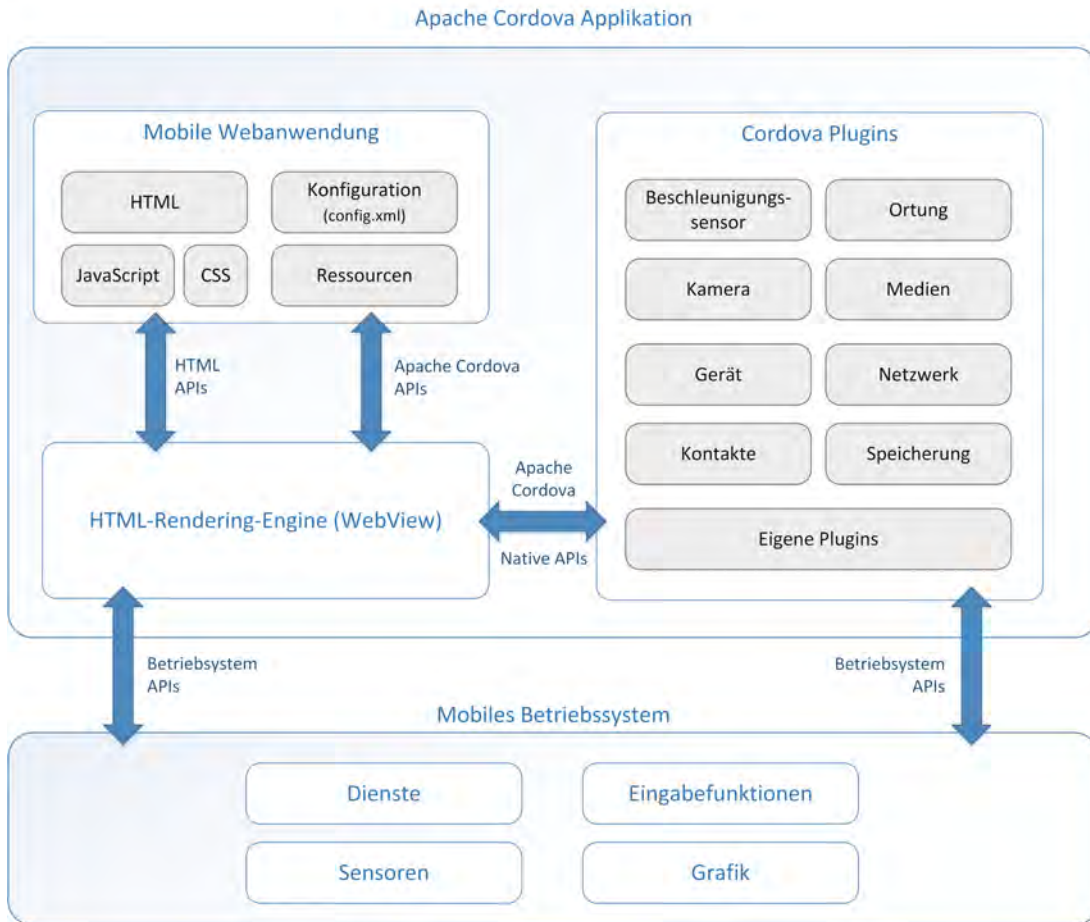 Apache Cordova Applikation
Mobile Webanwendung
HTML
Konfiguration
(config.xml)
JavaScript
CSS
Ressourcen
Cordova Plugins
Beschleunigungs-
sensor
Ortung
Kamera
Medien
Gerät
Netzwerk
Kontakte
Speicherung
Eigene Plugins
HTML
APIs
Apache Cordova
APIs
HTML-Rendering-Engine (WebView)
Apache
Cordova
Native APIs
Betriebsystem
APIs
Betriebsystem
APIs
Mobiles Betriebssystem
Dienste
Eingabefunktionen
Sensoren
Grafik